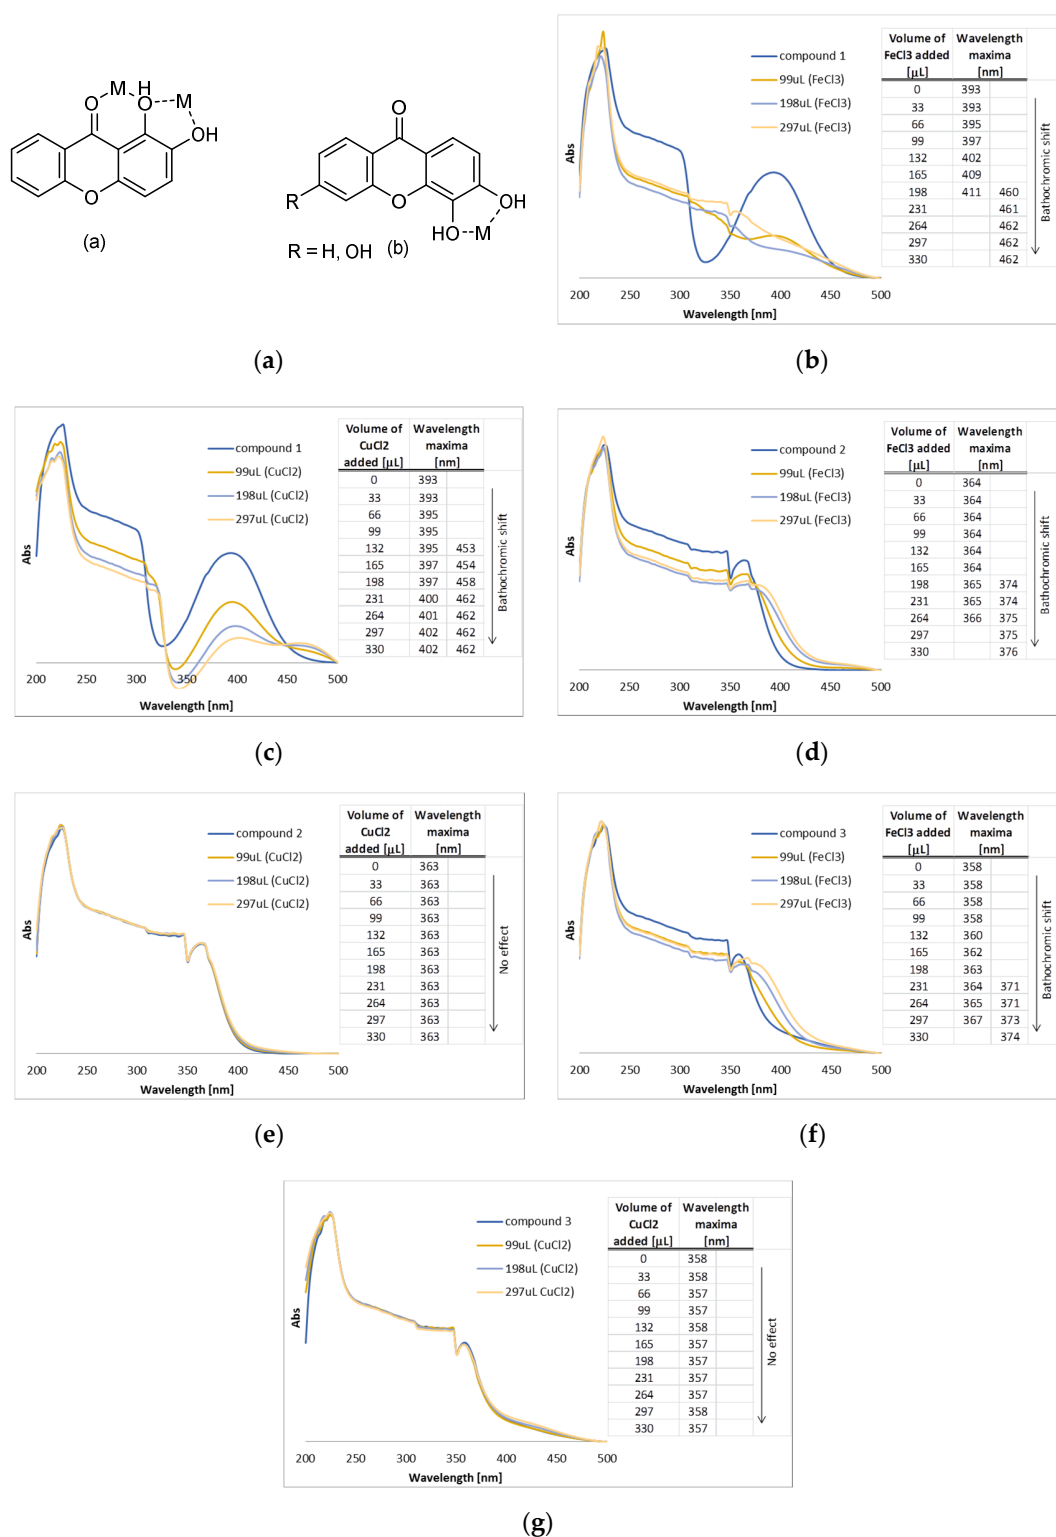 H
O
M
O
M
OH
O
(a)
O
R
O
OH
HO
M
R = H, OH
(b)
(a)
Abs
compound 1
99uL (FeCl3)
198uL (FeCl3)
297uL (FeCl3)
Volume of Wavelength
FeCl3 added maxima
[μL] [nm]
0 393
33 393
66 395
99 397
132 402
165 409
198 411 460
231 461
264 462
297 462
330 462
Bathochromic shift
200 250 300 350 400 450 500
Wavelength [nm]
(b)
Abs
compound 1
99uL (CuCl2)
198uL (CuCl2)
297uL (CuCl2)
Volume of Wavelength
CuCl2 maxima
added [μL] [nm]
0 393
33 393
66 395
99 395
132 395 453
165 397 454
198 397 458
231 400 462
264 401 462
297 402 462
330 402 462
Bathochromic shift
200 250 300 350 400 450 500
Wavelength [nm]
(c)
Abs
compound 2
99uL (FeCl3)
198uL (FeCl3)
297uL (FeCl3)
Volume of Wavelength
FeCl3 added maxima
[μL] [nm]
0 364
33 364
66 364
99 364
132 364
165 364
198 365 374
231 365 374
264 366 375
297 375
330 376
Bathochromic shift
200 250 300 350 400 450 500
Wavelength [nm]
(d)
Abs
compound 2
99uL (CuCl2)
198uL (CuCl2)
297uL (CuCl2)
Volume of Wavelength
CuCl2 maxima
added [μL] [nm]
0 363
33 363
66 363
99 363
132 363
165 363
198 363
231 363
264 363
297 363
330 363
No effect
200 250 300 350 400 450 500
Wavelength [nm]
(e)
Abs
compound 3
99uL (FeCl3)
198uL (FeCl3)
297uL (FeCl3)
Volume of Wavelength
FeCl3 added maxima
[μL] [nm]
0 358
33 358
66 358
99 358
132 360
165 362
198 363
231 364 371
264 365 371
297 367 373
330 374
Bathochromic shift
200 250 300 350 400 450 500
Wavelength [nm]
(f)
Abs
compound 3
99uL (CuCl2)
198uL (CuCl2)
297uL CuCl2)
Volume of Wavelength
CuCl2 maxima
added [μL] [nm]
0 358
33 358
66 357
99 357
132 358
165 357
198 357
231 357
264 357
297 358
330 357
No effect
200 250 300 350 400 450 500
Wavelength [nm]
(g)